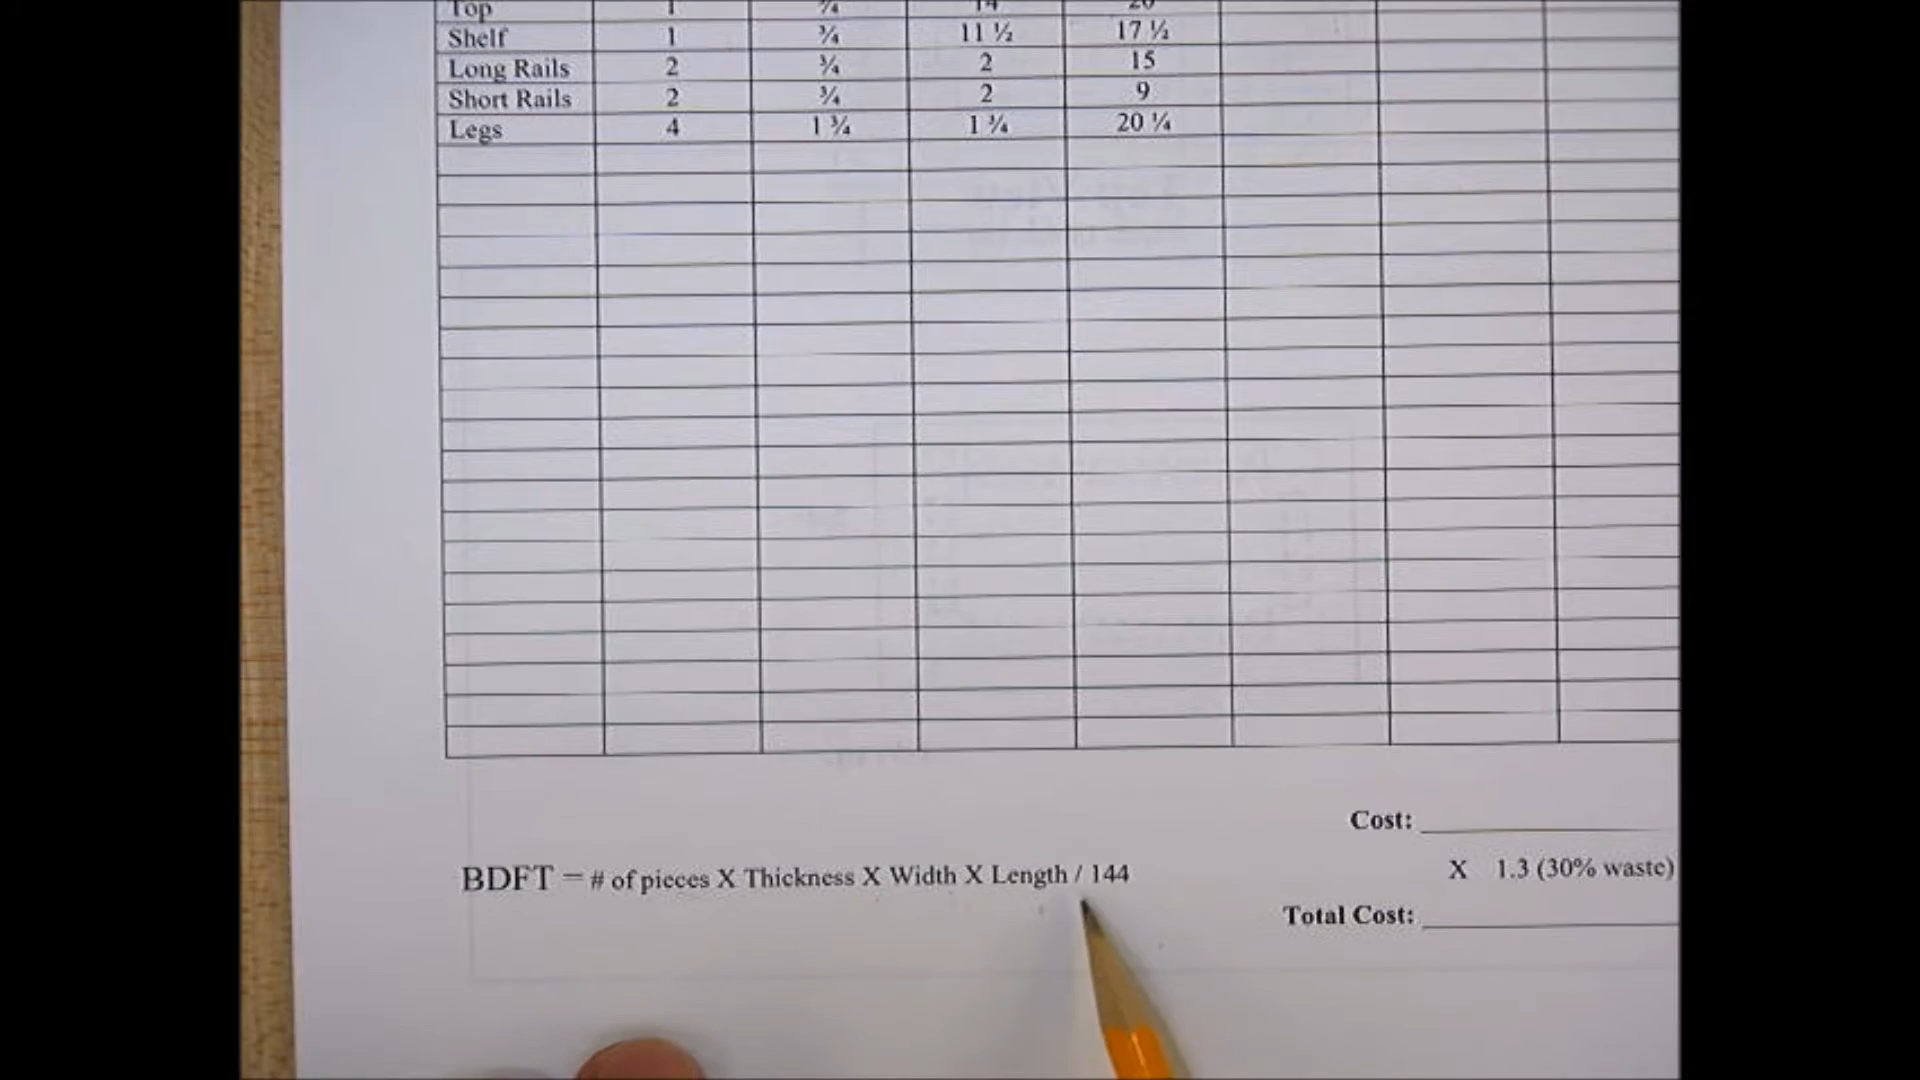 Top 1 ¾ 14 20
Shelf 1 ¾ 11 ½ 17 ½
Long Rails 2 ¾ 2 15
Short Rails 2 ¾ 2 9
Legs 4 1 ¾ 1 ¾ 20 ¼
Cost:
BDFT = # of pieces X Thickness X Width X Length / 144
X 1.3 (30% waste)
Total Cost: